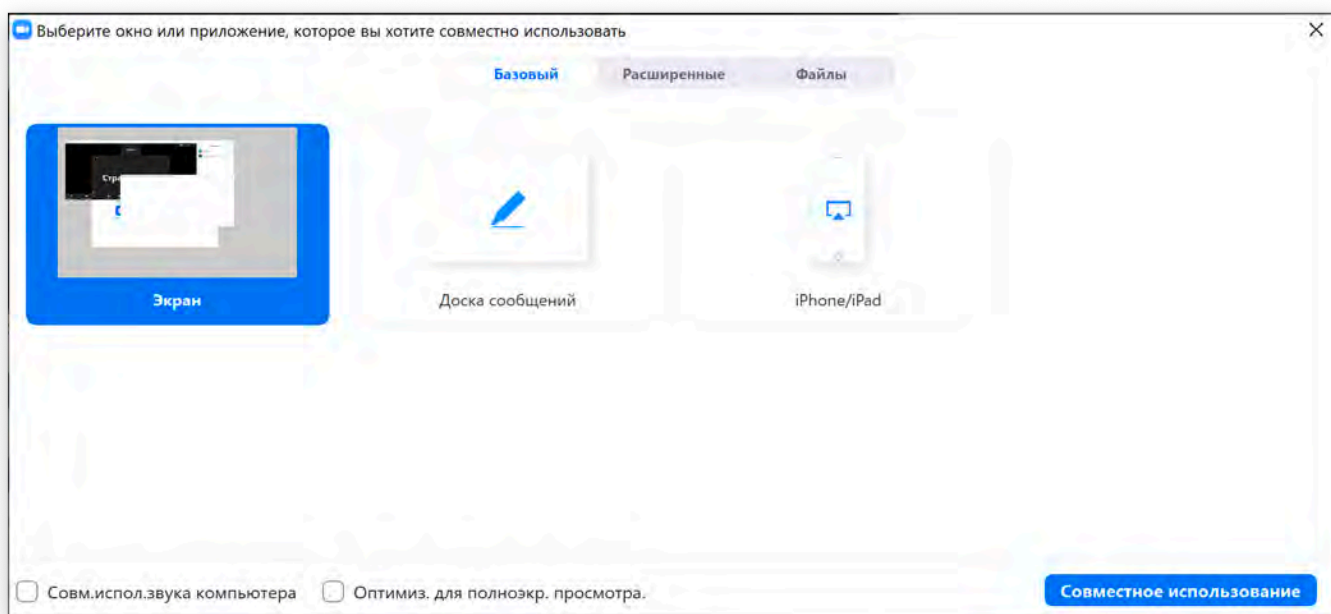 Выберите окно или приложение, которое вы хотите совместно использовать
Базовый Расширенные Файлы
Экран Доска сообщений iPhone/iPad
Совм.испол.звука компьютера Оптимиз. для полноэкр. просмотра. Совместное использование